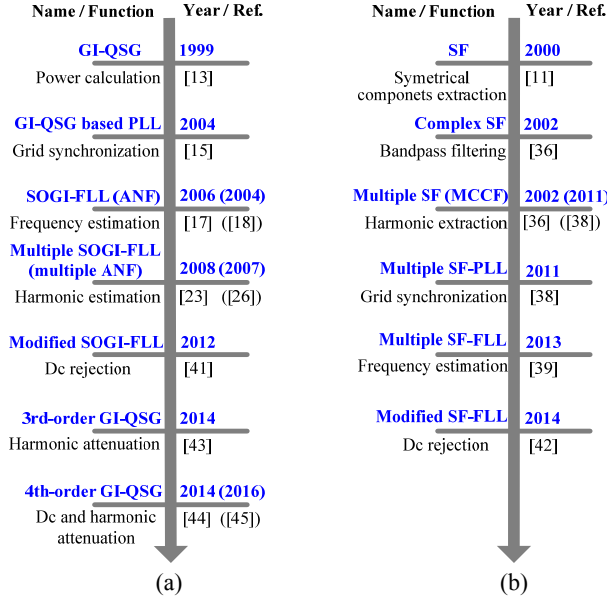 Name / Function Year / Ref.
GI-QSG 1999
Power calculation [13]
GI-QSG based PLL 2004
Grid synchronization [15]
SOGI-FLL (ANF) 2006 (2004)
Frequency estimation [17] ([18])
Multiple SOGI-FLL
(multiple ANF) 2008 (2007)
Harmonic estimation [23] ([26])
Modified SOGI-FLL 2012
Dc rejection [41]
3rd-order GI-QSG 2014
Harmonic attenuation [43]
4th-order GI-QSG 2014 (2016)
Dc and harmonic [44] ([45])
attenuation
(a)
Name / Function Year / Ref.
SF 2000
Symetrical [11]
componets extraction
Complex SF 2002
Bandpass filtering [36]
Multiple SF (MCCF) 2002 (2011)
Harmonic extraction [36] ([38])
Multiple SF-PLL 2011
Grid synchronization [38]
Multiple SF-FLL 2013
Frequency estimation [39]
Modified SF-FLL 2014
Dc rejection [42]
(b)